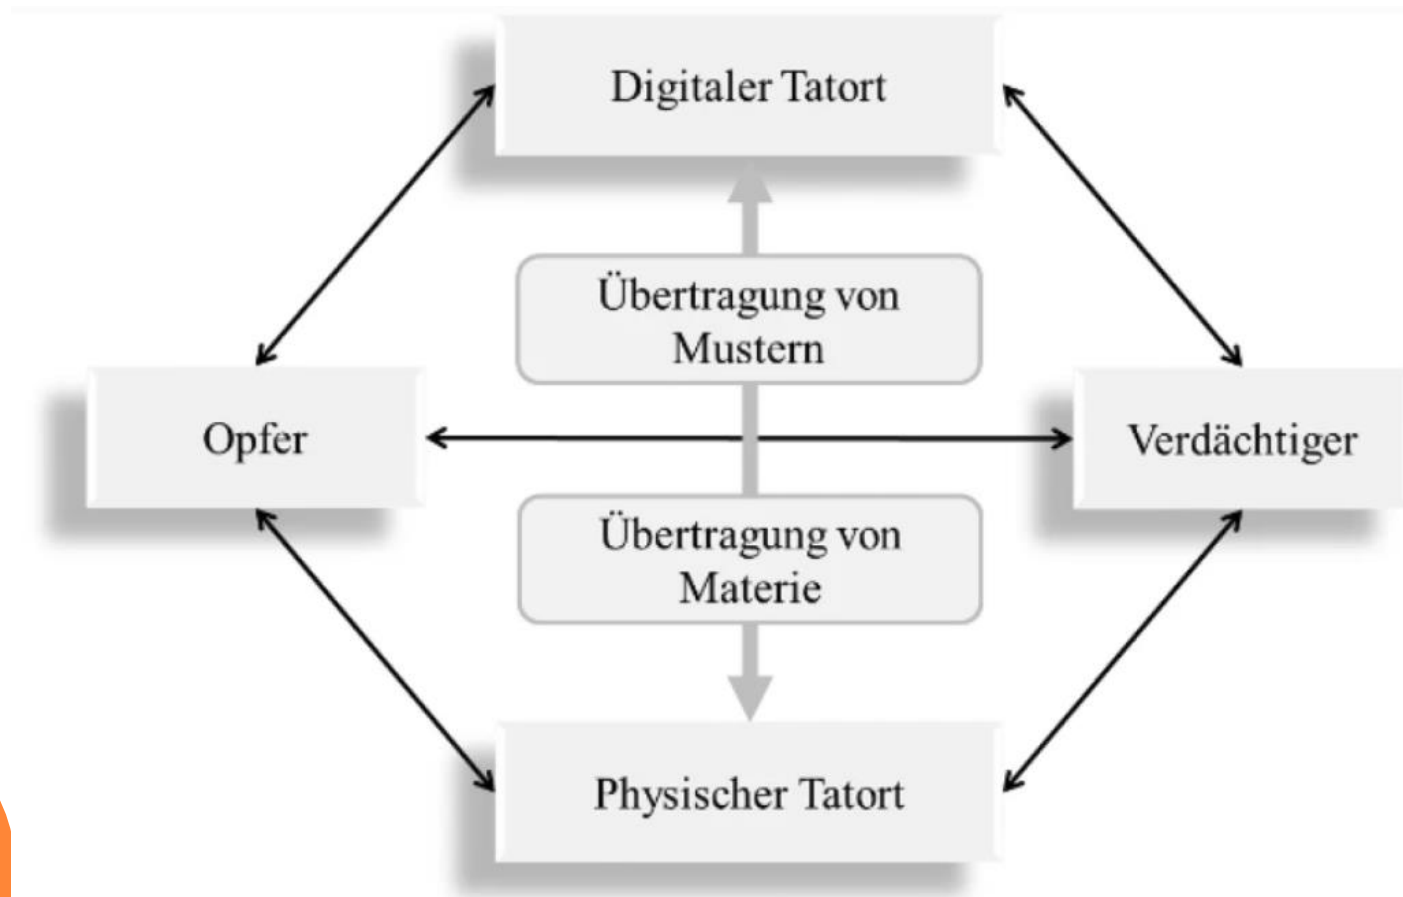 Digitaler Tatort
Übertragung von
Mustern
Opfer
Verdächtiger
Übertragung von
Materie
Physischer Tatort